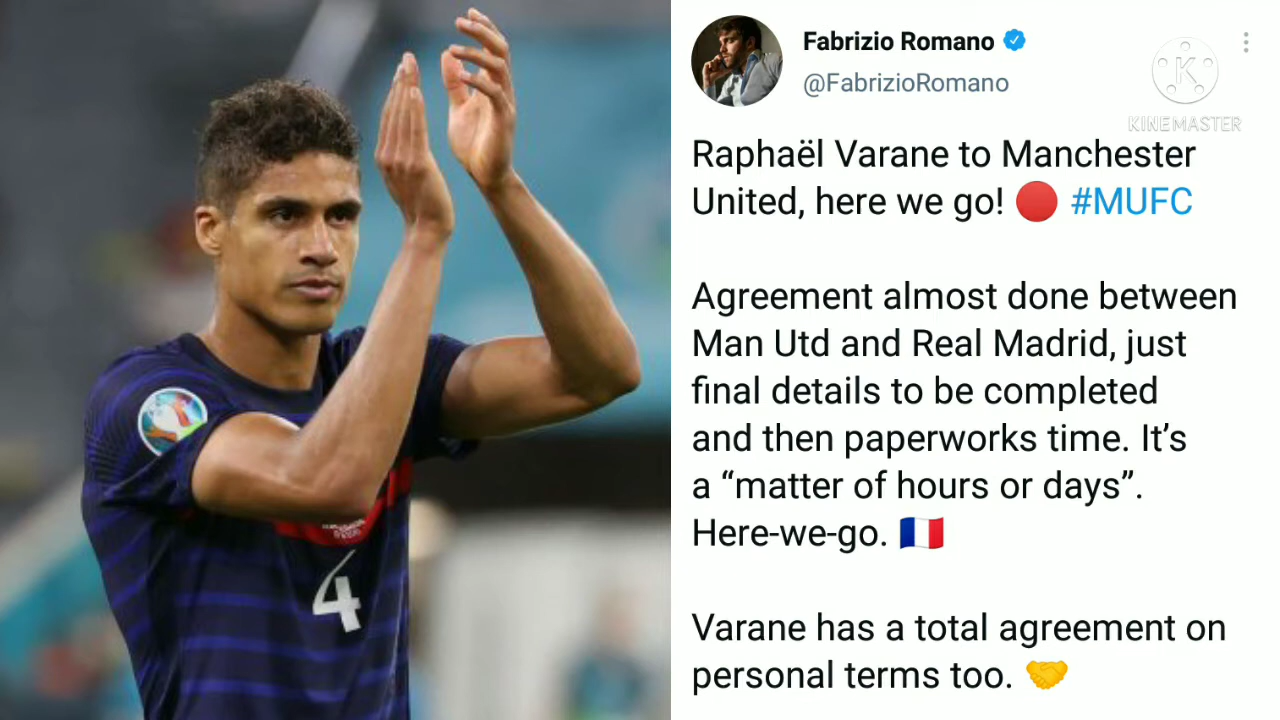 Fabrizio Romano
@FabrizioRomano
K
KINEMASTER
Raphaël Varane to Manchester
United, here we go! 🔴 #MUFC
Agreement almost done between
Man Utd and Real Madrid, just
final details to be completed
and then paperworks time. It’s
a “matter of hours or days”.
Here-we-go. 🇫🇷
Varane has a total agreement on
personal terms too. 🤝
4